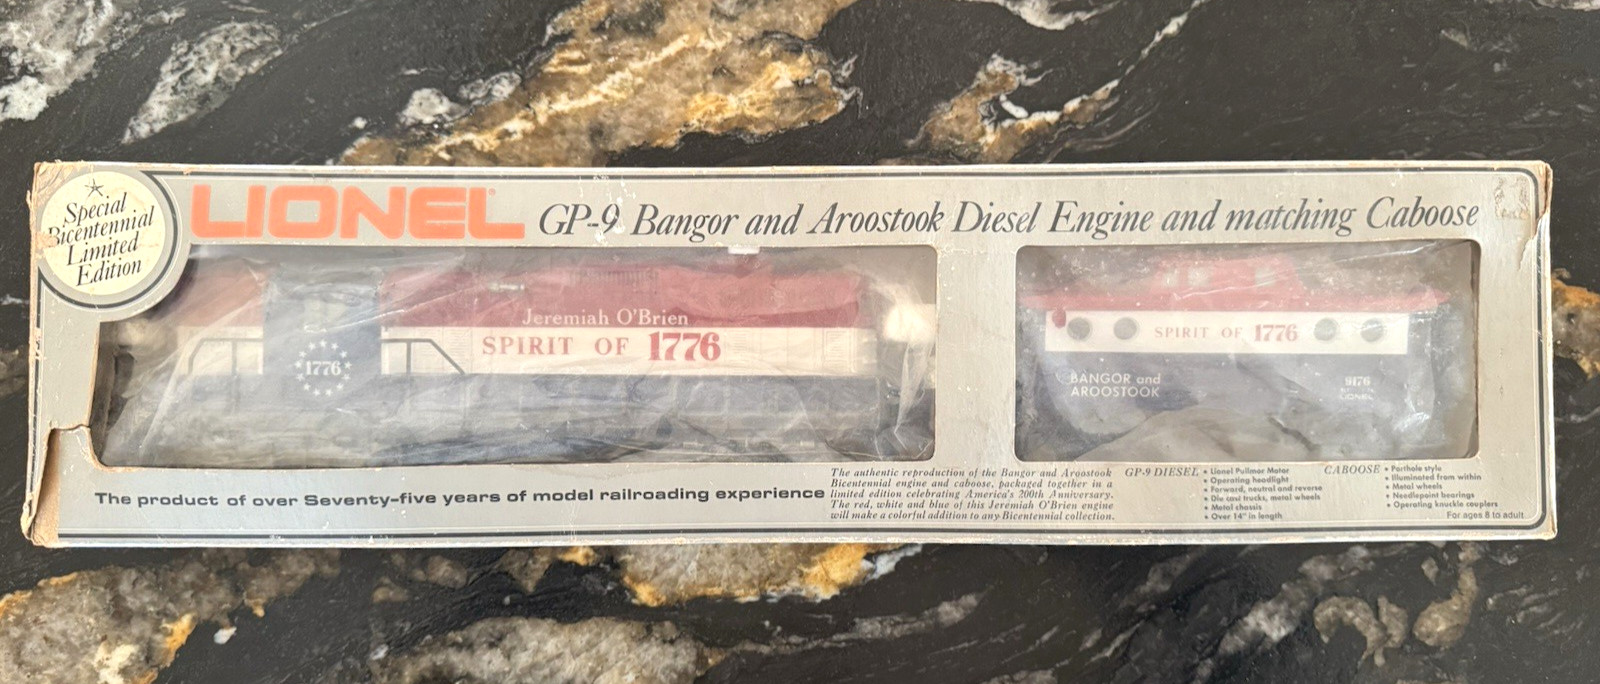 Special
Bicentennial
Limited
Edition
LIONEL®
GP-9 Bangor and Aroostook Diesel Engine and matching Caboose
Jeremiah O'Brien
SPIRIT OF 1776
1776
SPIRIT OF 1776
BANGOR and
AROOSTOOK
9176
LIONEL
The product of over Seventy-five years of model railroading experience
The authentic reproduction of the Bangor and Aroostook
Bicentennial engine and caboose, packaged together in a
limited edition celebrating America's 200th Anniversary.
The red, white and blue of this Jeremiah O'Brien engine
will make a colorful addition to any Bicentennial collection.
GP-9 DIESEL • Lionel Pullmor Motor
• Operating headlight
• Forward, neutral and reverse
• Die cast trucks, metal wheels
• Metal chassis
• Over 14" in length
CABOOSE • Porthole style
• Illuminated from within
• Metal wheels
• Needlepoint bearings
• Operating knuckle couplers
For ages 8 to adult